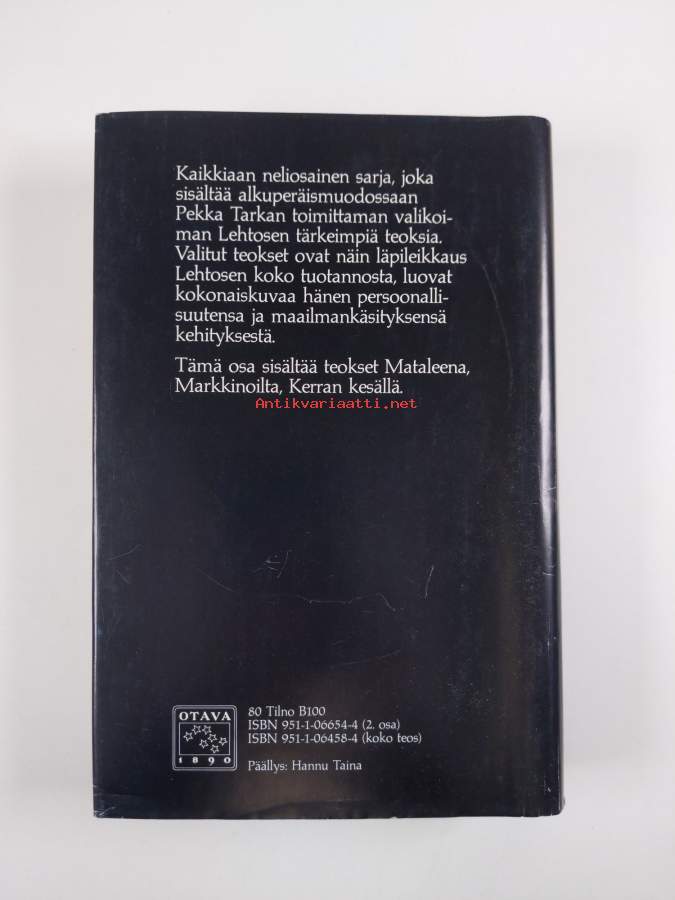 Kaikkiaan neliosainen sarja, joka
sisältää alkuperäismuodossaan
Pekka Tarkan toimittaman valikoi-
man Lehtosen tärkeimpiä teoksia.
Valitut teokset ovat näin läpileikkaus
Lehtosen koko tuotannosta, luovat
kokonaiskuvaa hänen persoonalli-
suutensa ja maailmankäsityksensä
kehityksestä.
Tämä osa sisältää teokset Mataleena,
Markkinoilta, Kerran kesällä.
Antikvariaatti.net
OTAVA
1890
80 Tilno B100
ISBN 951-1-06654-4 (2. osa)
ISBN 951-1-06458-4 (koko teos)
Päällys: Hannu Taina